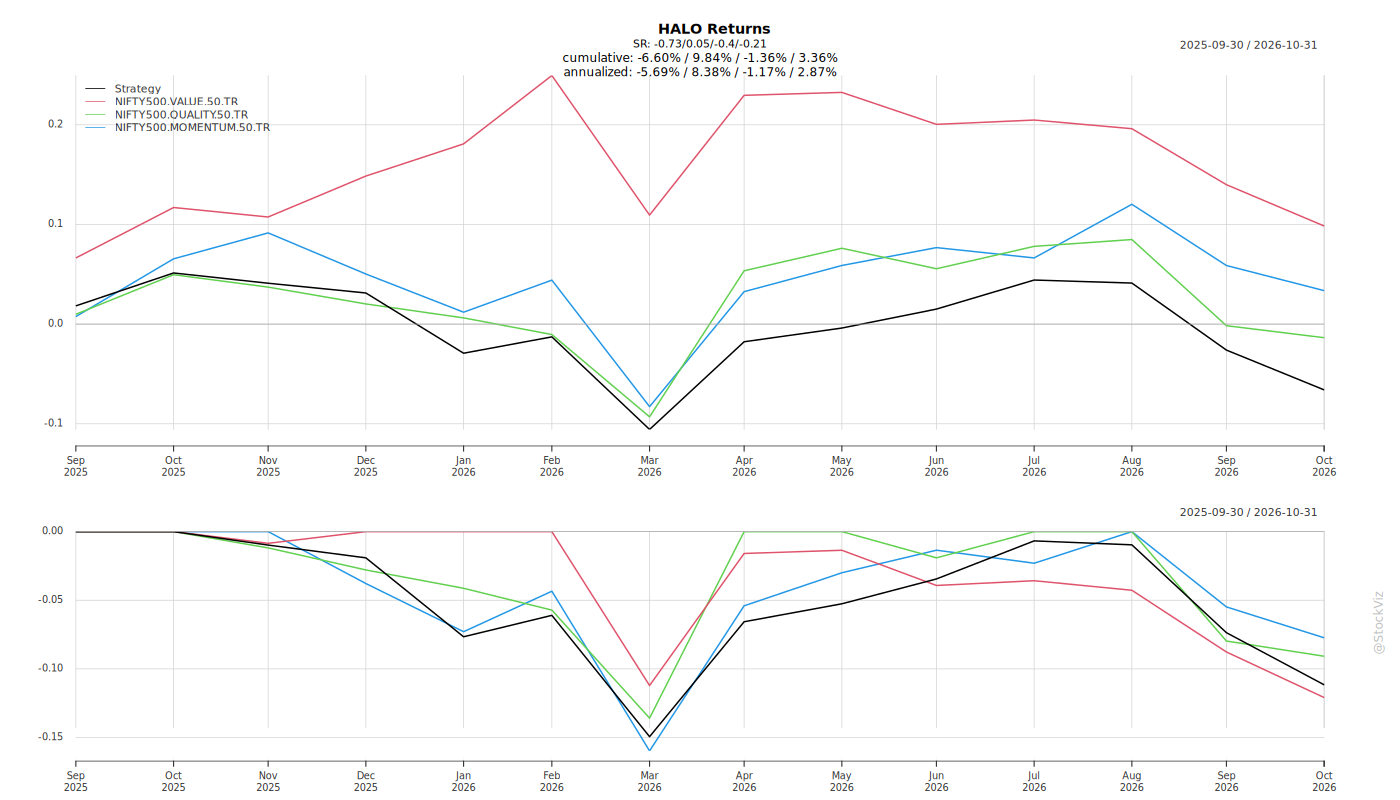 HALO Returns
SR: -0.73/0.05/-0.4/-0.21
cumulative: -6.60% / 9.84% / -1.36% / 3.36%
annualized: -5.69% / 8.38% / -1.17% / 2.87%
2025-09-30 / 2026-10-31
Strategy
NIFTY500.VALUE.50.TR
NIFTY500.QUALITY.50.TR
NIFTY500.MOMENTUM.50.TR
0.2
0.1
0.0
-0.1
Sep Oct Nov Dec Jan Feb Mar Apr May Jun Jul Aug Sep Oct
2025 2025 2025 2025 2026 2026 2026 2026 2026 2026 2026 2026 2026 2026
2025-09-30 / 2026-10-31
0.00
-0.05
-0.10
-0.15
Sep Oct Nov Dec Jan Feb Mar Apr May Jun Jul Aug Sep Oct
2025 2025 2025 2025 2026 2026 2026 2026 2026 2026 2026 2026 2026 2026
@StockViz